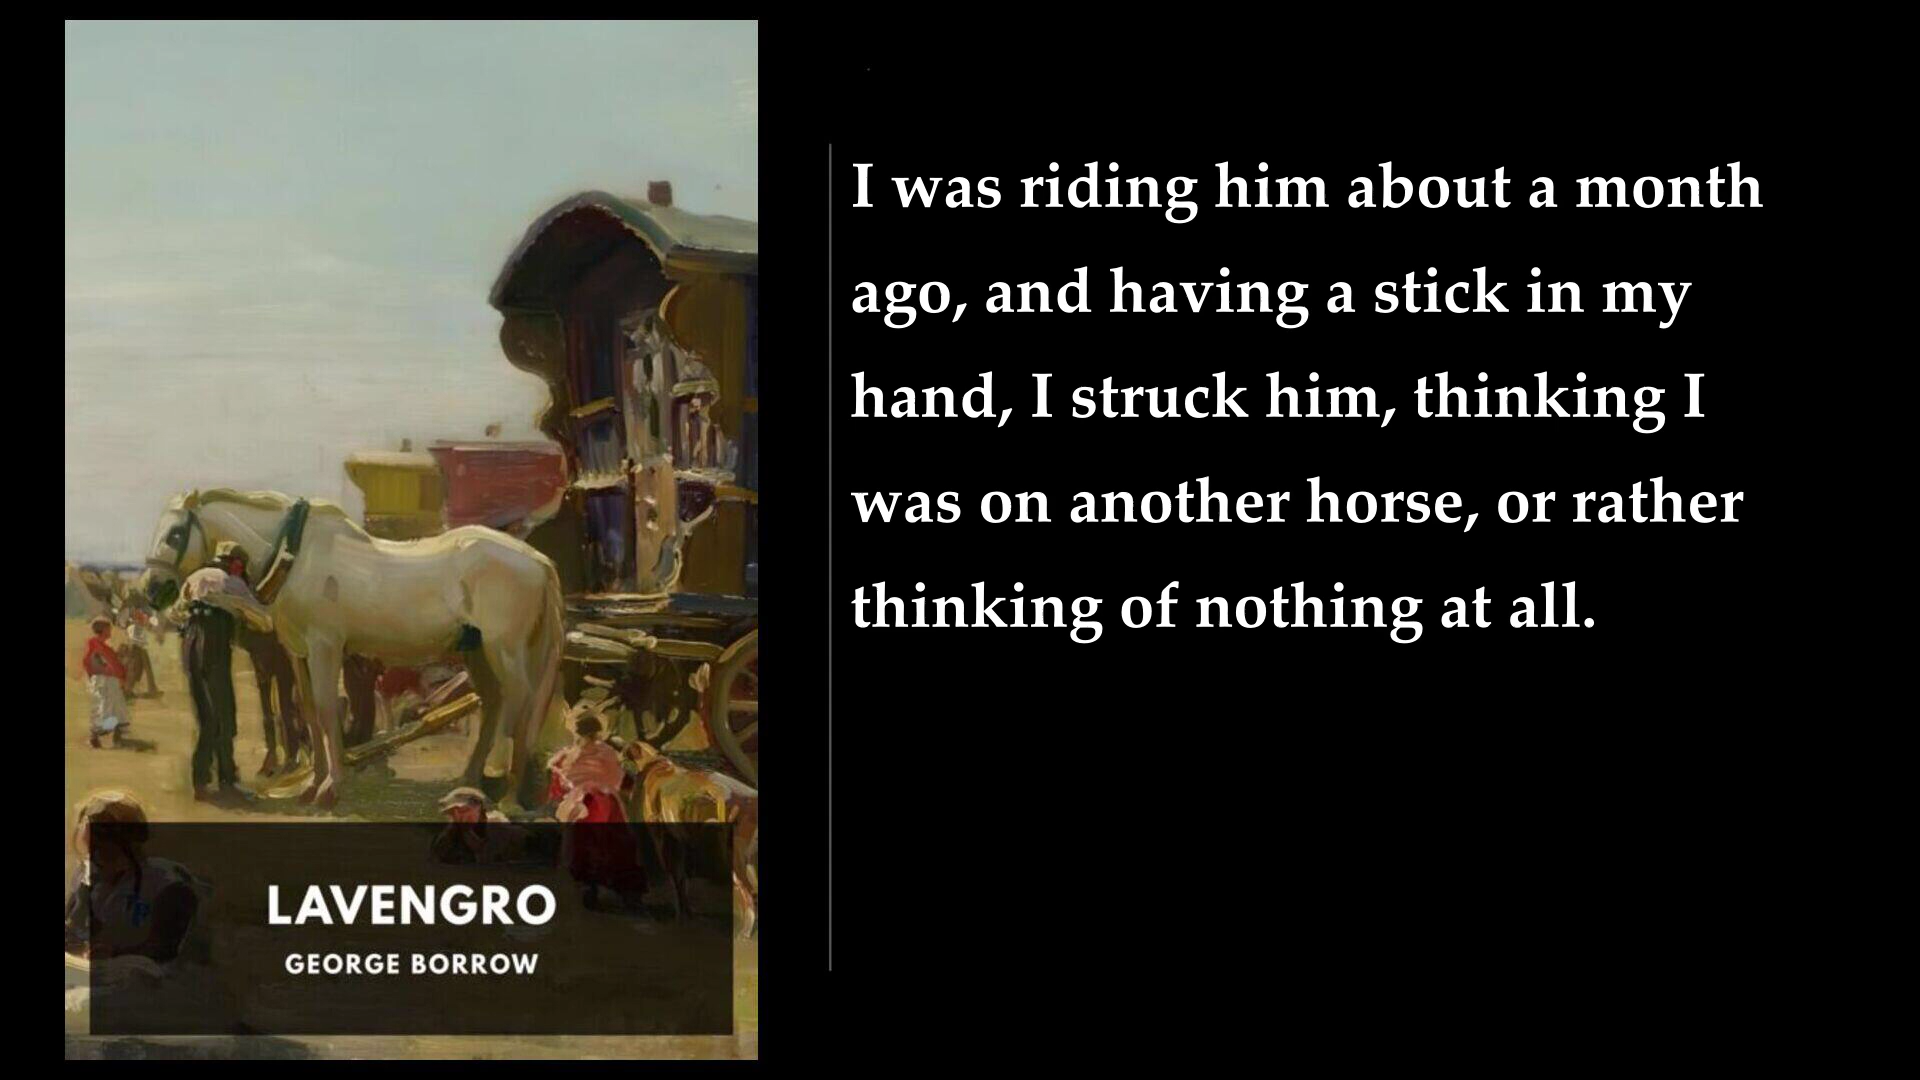 I was riding him about a month
ago, and having a stick in my
hand, I struck him, thinking I
was on another horse, or rather
thinking of nothing at all.
LAVENGRO
GEORGE BORROW